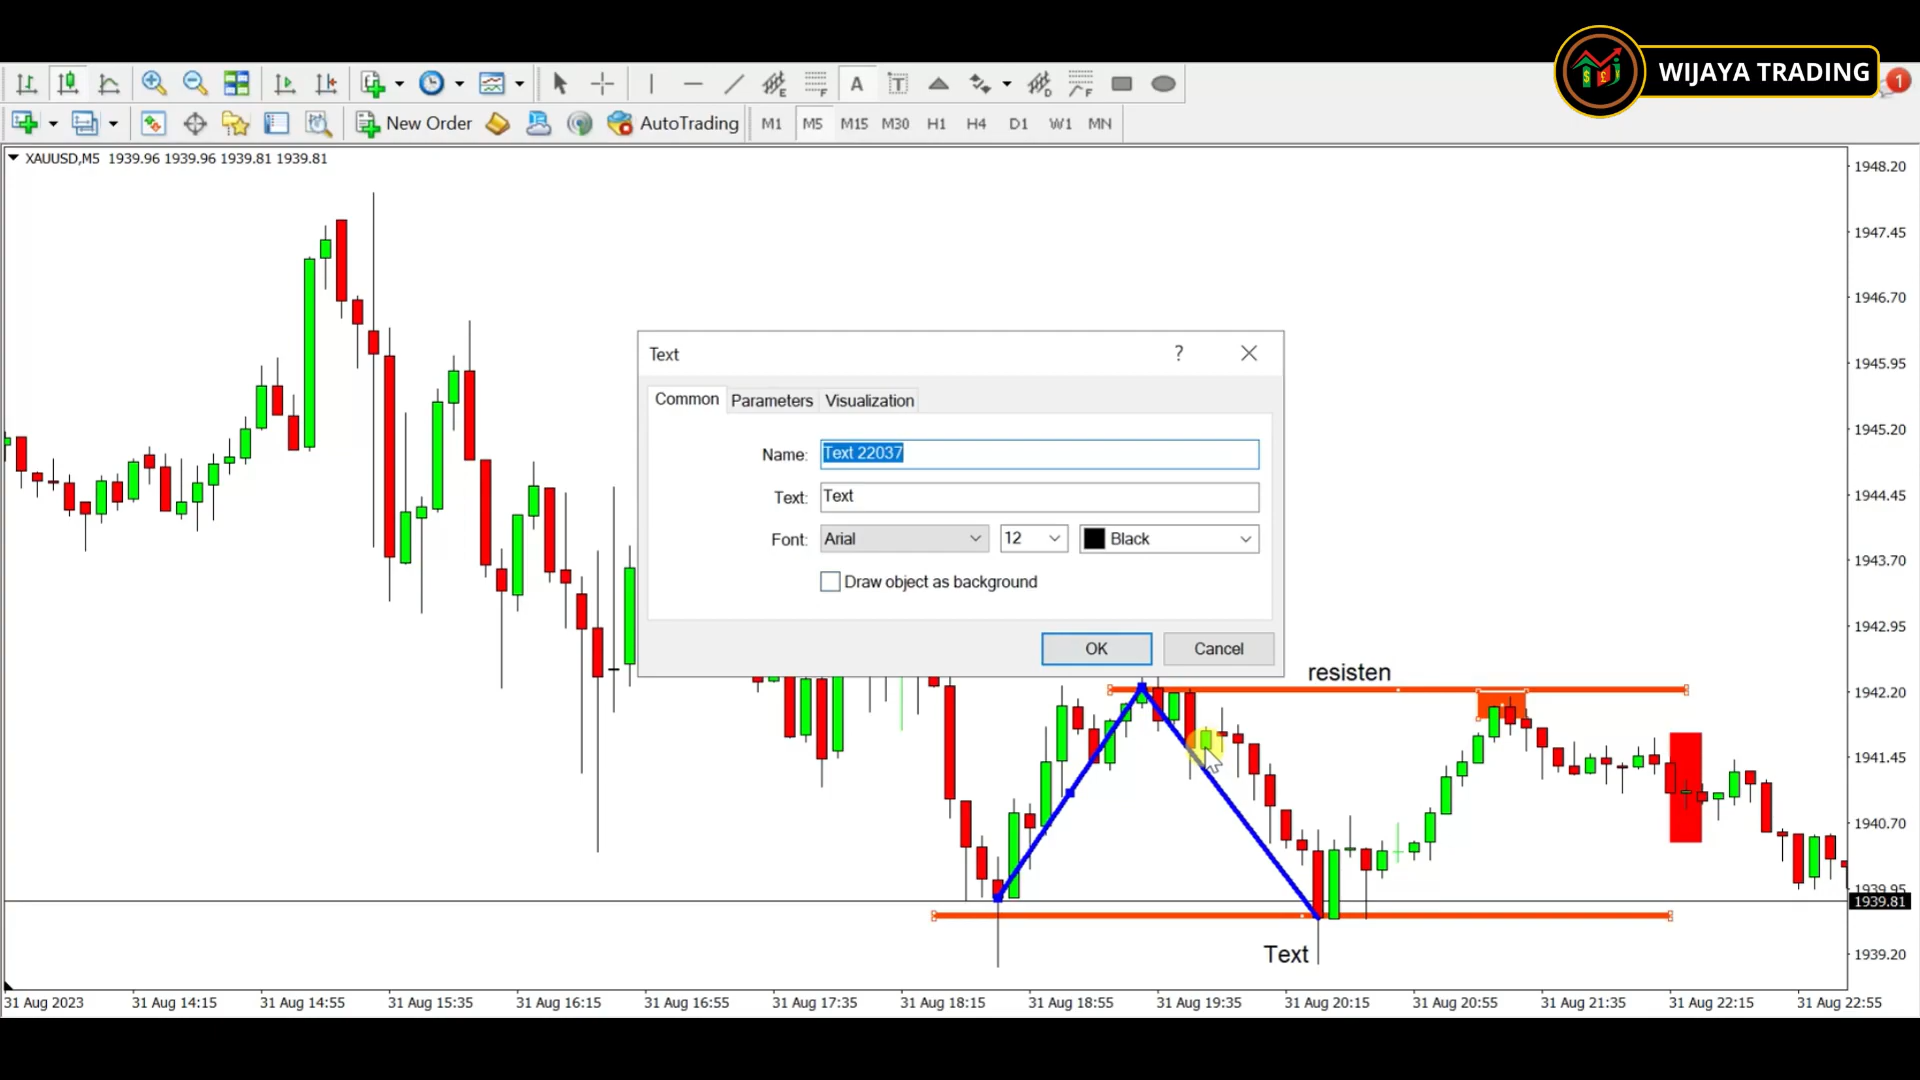 WIJAYA TRADING
1
A
T
E
F
D
F
New Order
AutoTrading
M1 M5 M15 M30 H1 H4 D1 W1 MN
XAUUSD,M5 1939.96 1939.96 1939.81 1939.81
1948.20
1947.45
1946.70
1945.95
1945.20
1944.45
1943.70
1942.95
1942.20
1941.45
1940.70
1939.95
1939.81
1939.20
Text ?
Common Parameters Visualization
Name: Text 22037
Text: Text
Font: Arial 12 Black
Draw object as background
OK Cancel
resisten
Text
31 Aug 2023 31 Aug 14:15 31 Aug 14:55 31 Aug 15:35 31 Aug 16:15 31 Aug 16:55 31 Aug 17:35 31 Aug 18:15 31 Aug 18:55 31 Aug 19:35 31 Aug 20:15 31 Aug 20:55 31 Aug 21:35 31 Aug 22:15 31 Aug 22:55